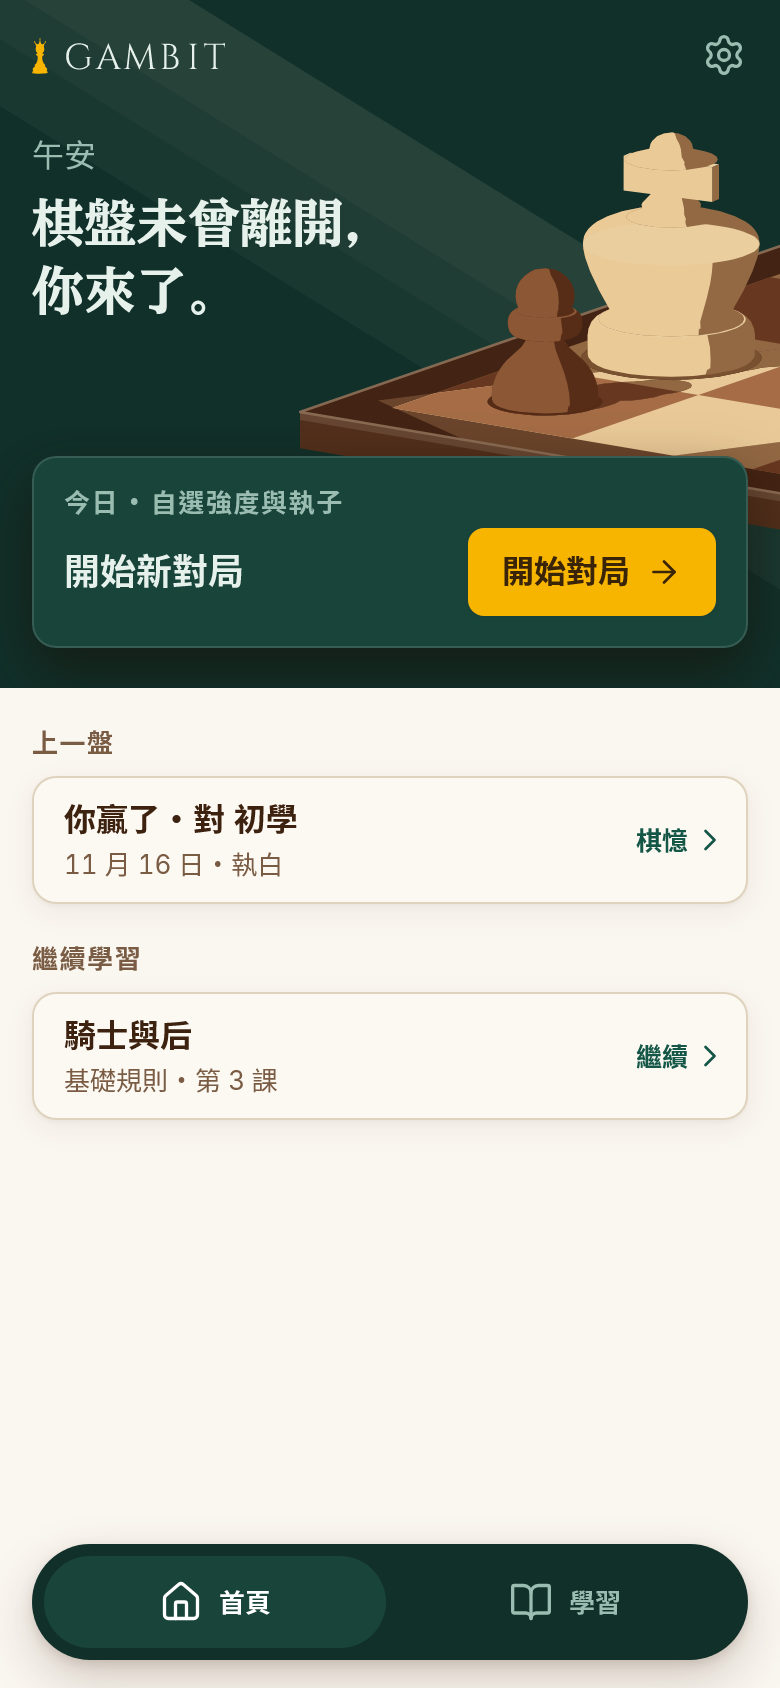 GAMBIT
午安
棋盤未曾離開,
你來了。
今日・自選強度與執子
開始新對局
開始對局
上一盤
你贏了・對 初學
11 月 16 日・執白
棋憶
繼續學習
騎士與后
基礎規則・第 3 課
繼續
首頁
學習